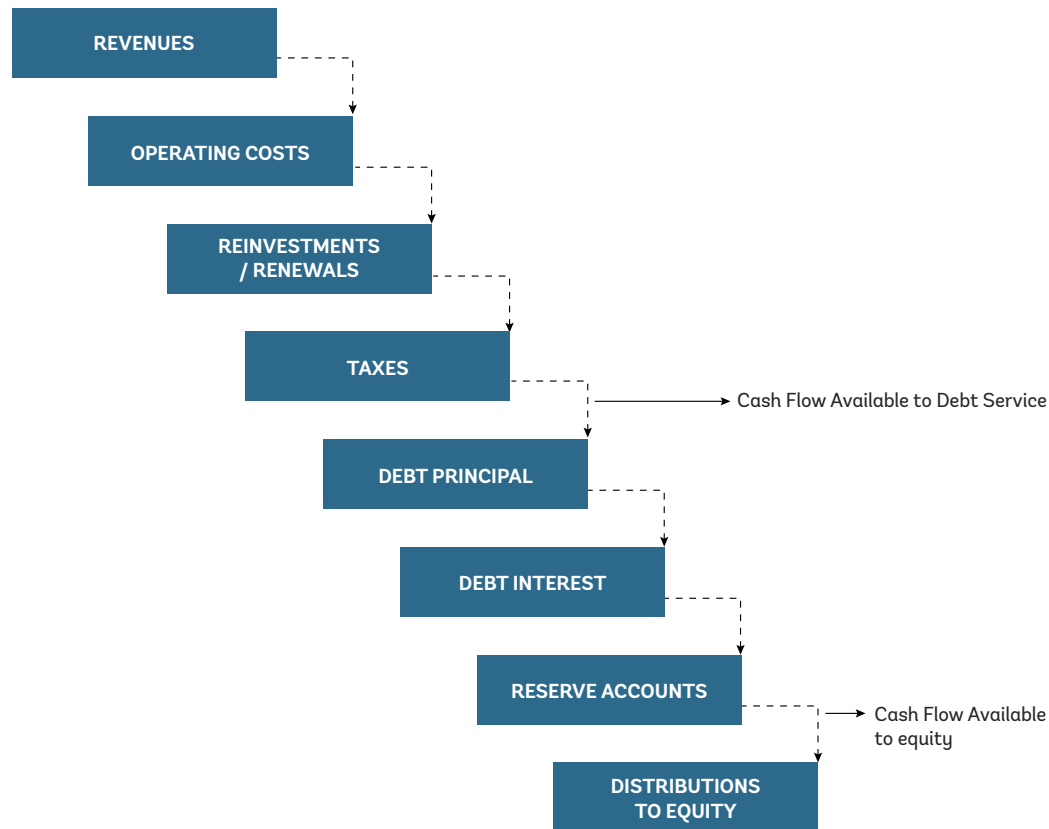 REVENUES
OPERATING COSTS
REINVESTMENTS
/ RENEWALS
TAXES
Cash Flow Available to Debt Service
DEBT PRINCIPAL
DEBT INTEREST
RESERVE ACCOUNTS
Cash Flow Available
to equity
DISTRIBUTIONS
TO EQUITY